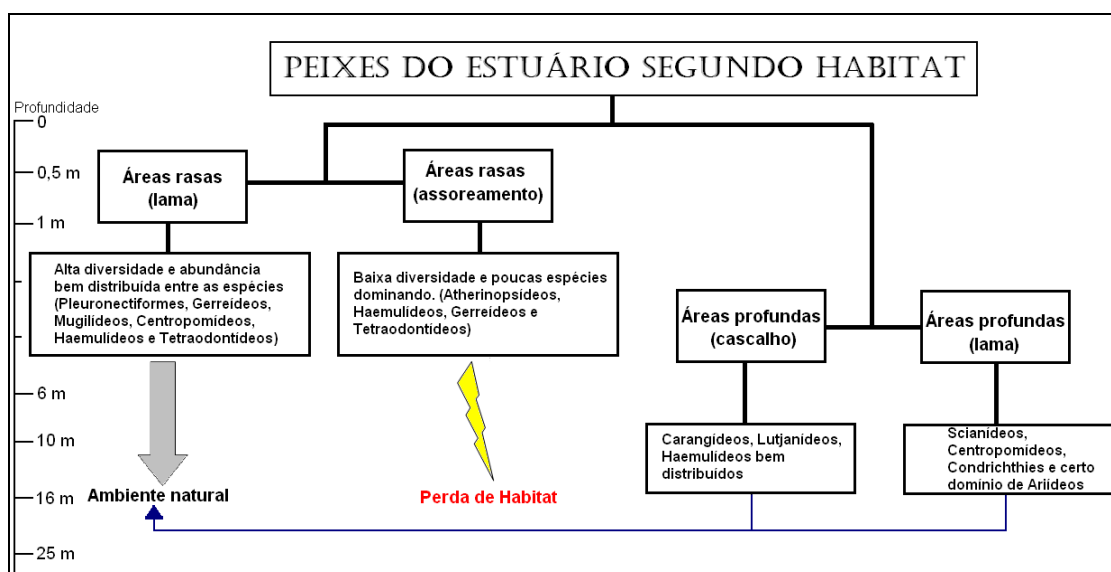 PEIXES DO ESTUÁRIO SEGUNDO HABITAT
Profundidade
0
0,5 m
1 m
6 m
10 m
16 m
25 m
Áreas rasas
(lama)
Áreas rasas
(assoreamento)
Alta diversidade e abundância
bem distribuída entre as espécies
(Pleuronectiformes, Gerreídeos,
Mugilídeos, Centropomídeos,
Haemulídeos e Tetraodontídeos)
Baixa diversidade e poucas espécies
dominando. (Atherinopsídeos,
Haemulídeos, Gerreídeos e
Tetraodontídeos)
Áreas profundas
(cascalho)
Áreas profundas
(lama)
Carangídeos, Lutjanídeos,
Haemulídeos bem
distribuídos
Scianídeos,
Centropomídeos,
Condrichthies e certo
domínio de Ariídeos
Ambiente natural
Perda de Habitat